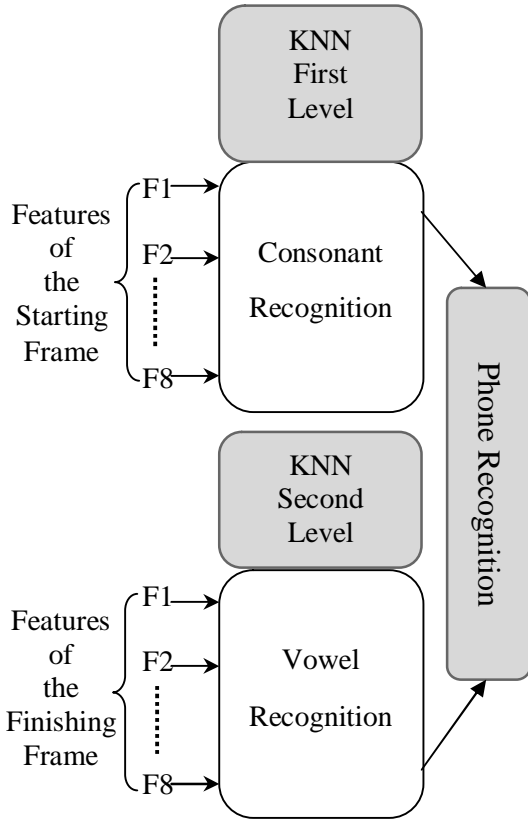 KNN
First
Level
Features
of
the
Starting
Frame
F1
F2
F8
Consonant
Recognition
Phone Recognition
KNN
Second
Level
Features
of
the
Finishing
Frame
F1
F2
F8
Vowel
Recognition